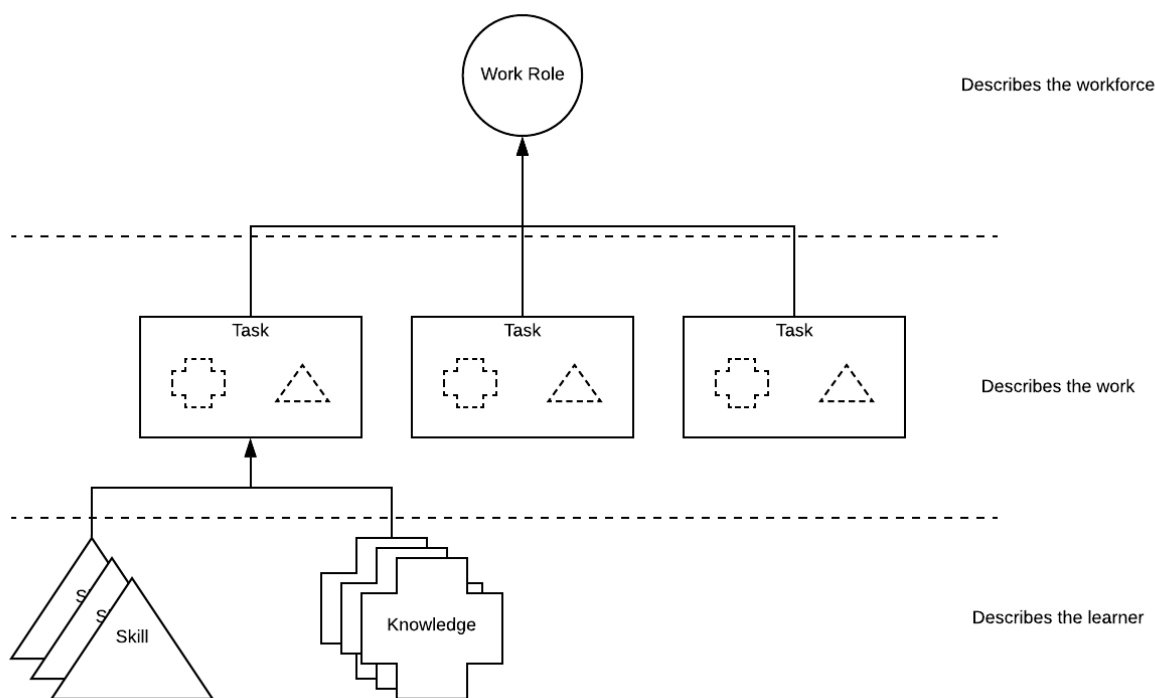 Work Role
Describes the workforce
Task
Task
Task
Describes the work
S
S
Skill
Knowledge
Describes the learner